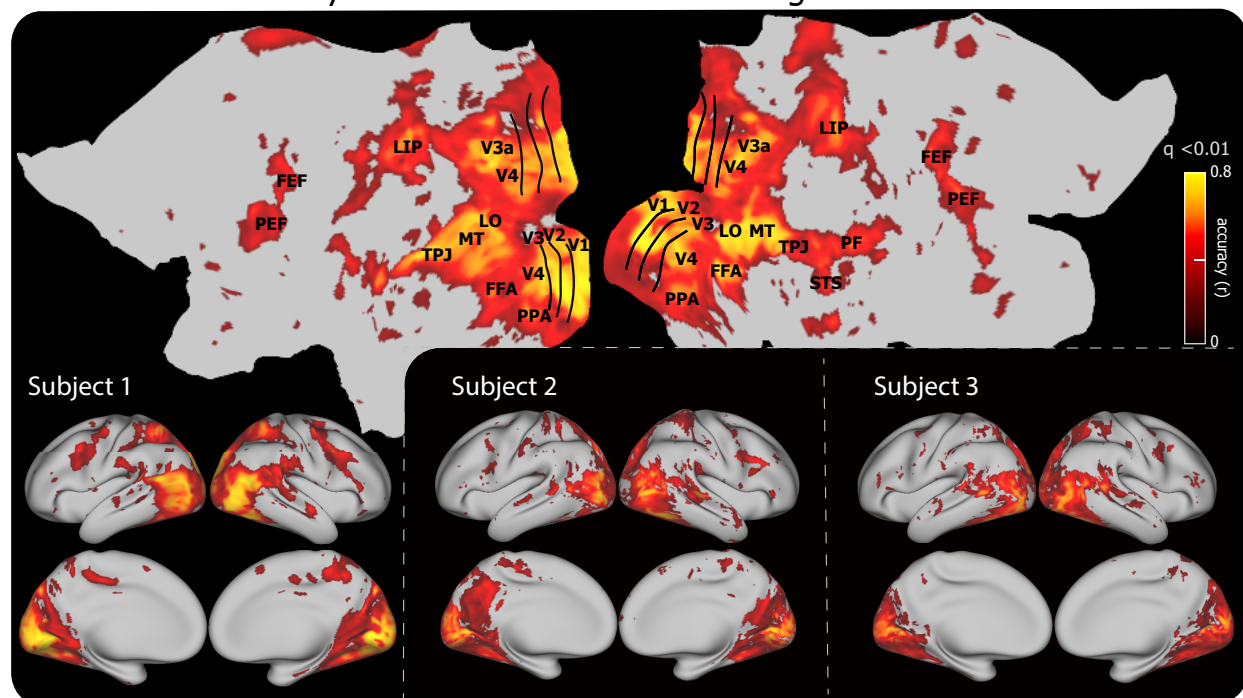 LIP
V3a
V4
FEF
PEF
LO
MT
TPJ
V3
V2
V1
V4
FFA
PPA
LIP
V3a
V4
FEF
PEF
V1
V2
V3
LO
MT
TPJ
PF
V4
FFA
STS
PPA
q <0.01
0.8
accuracy (r)
0
Subject 1
Subject 2
Subject 3